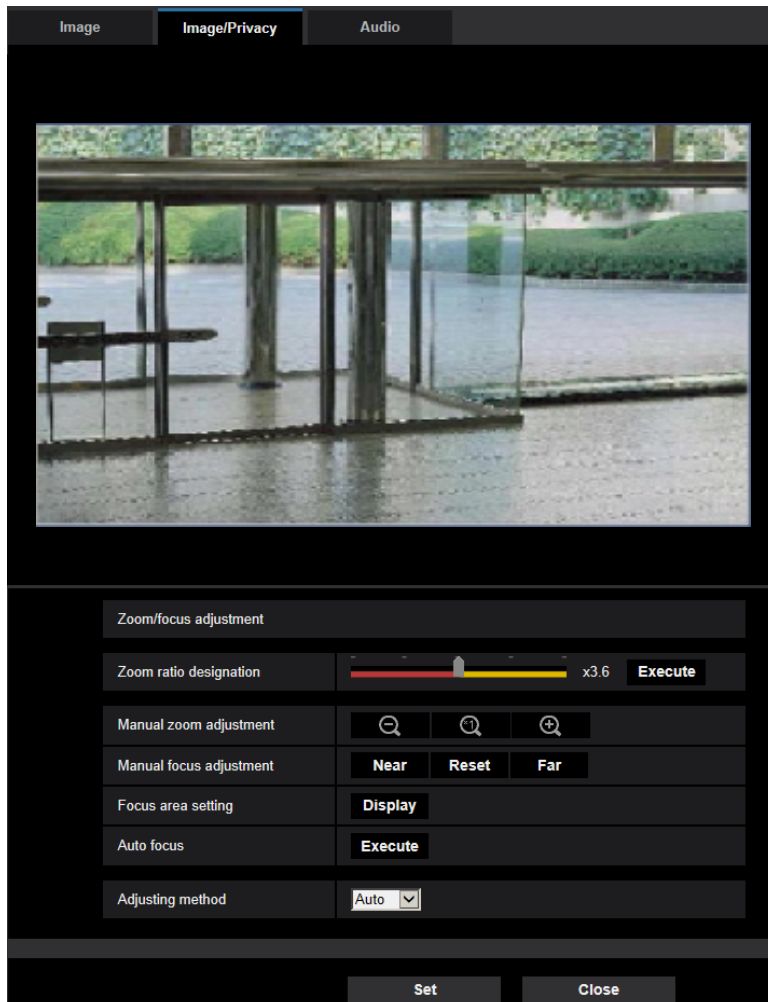 Image Image/Privacy Audio
Zoom/focus adjustment
Zoom ratio designation x3.6 Execute
Manual zoom adjustment ×1
Manual focus adjustment Near Reset Far
Focus area setting Display
Auto focus Execute
Adjusting method Auto
Set Close